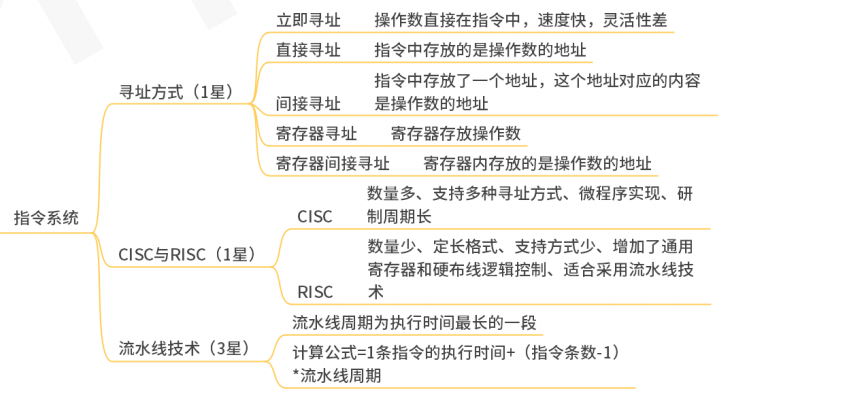 指令系统
寻址方式（1星）
立即寻址 操作数直接在指令中，速度快，灵活性差
直接寻址 指令中存放的是操作数的地址
间接寻址 指令中存放了一个地址，这个地址对应的内容
是操作数的地址
寄存器寻址 寄存器存放操作数
寄存器间接寻址 寄存器内存放的是操作数的地址
CISC与RISC（1星）
CISC 数量多、支持多种寻址方式、微程序实现、研
制周期长
RISC 数量少、定长格式、支持方式少、增加了通用
寄存器和硬布线逻辑控制、适合采用流水线技
术
流水线技术（3星）
流水线周期为执行时间最长的一段
计算公式=1条指令的执行时间+（指令条数-1）
*流水线周期